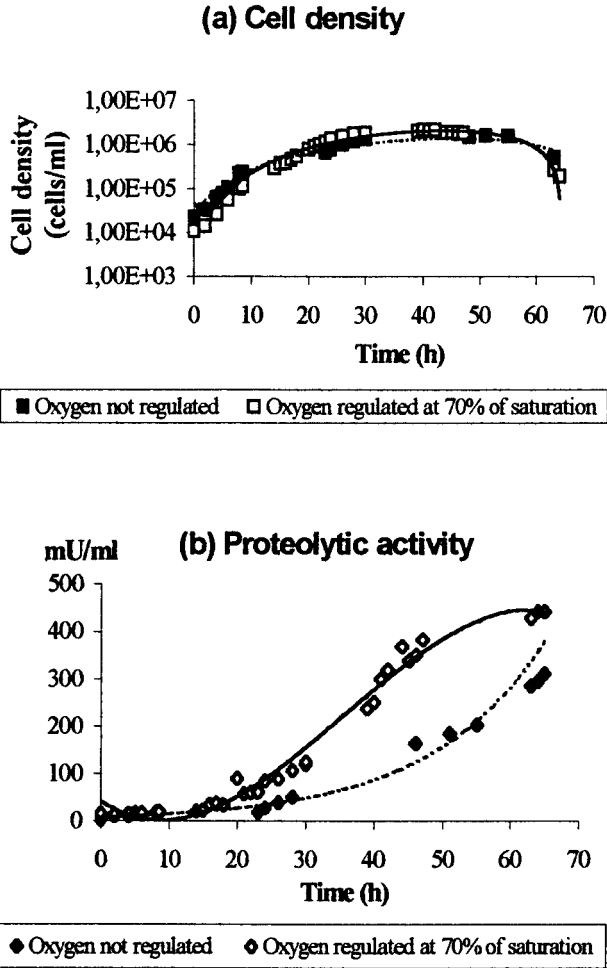 (a) Cell density
Cell density
(cells/ml)
1,00E+07
1,00E+06
1,00E+05
1,00E+04
1,00E+03
0 10 20 30 40 50 60 70
Time (h)
Oxygen not regulated Oxygen regulated at 70% of saturation
mU/ml (b) Proteolytic activity
500
400
300
200
100
0
0 10 20 30 40 50 60 70
Time (h)
Oxygen not regulated Oxygen regulated at 70% of saturation